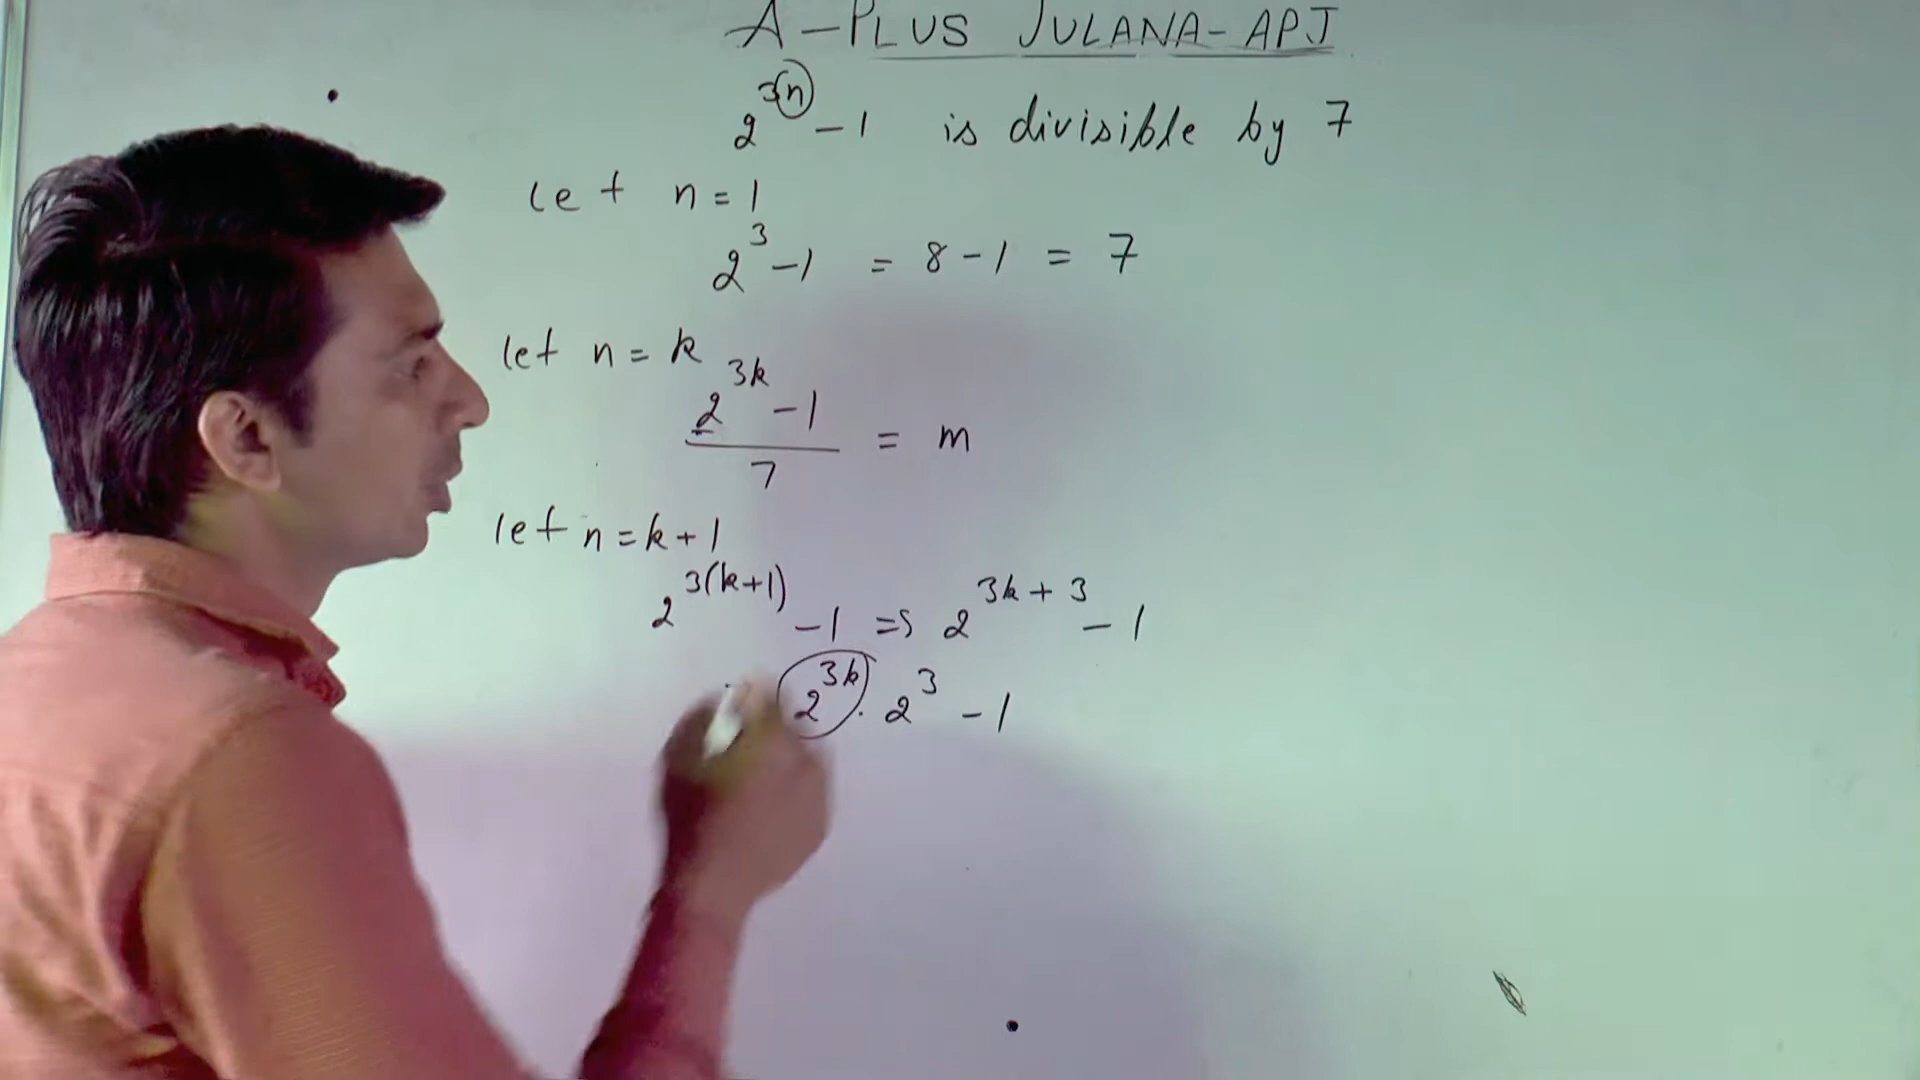 A-PLUS JULANA-APJ
2^{3(n)} - 1 is divisible by 7
let n = 1
2^3 - 1 = 8 - 1 = 7
let n = k
\frac{2^{3k} - 1}{7} = m
let n = k + 1
2^{3(k+1)} - 1 => 2^{3k + 3} - 1
2^{3k} . 2^3 - 1